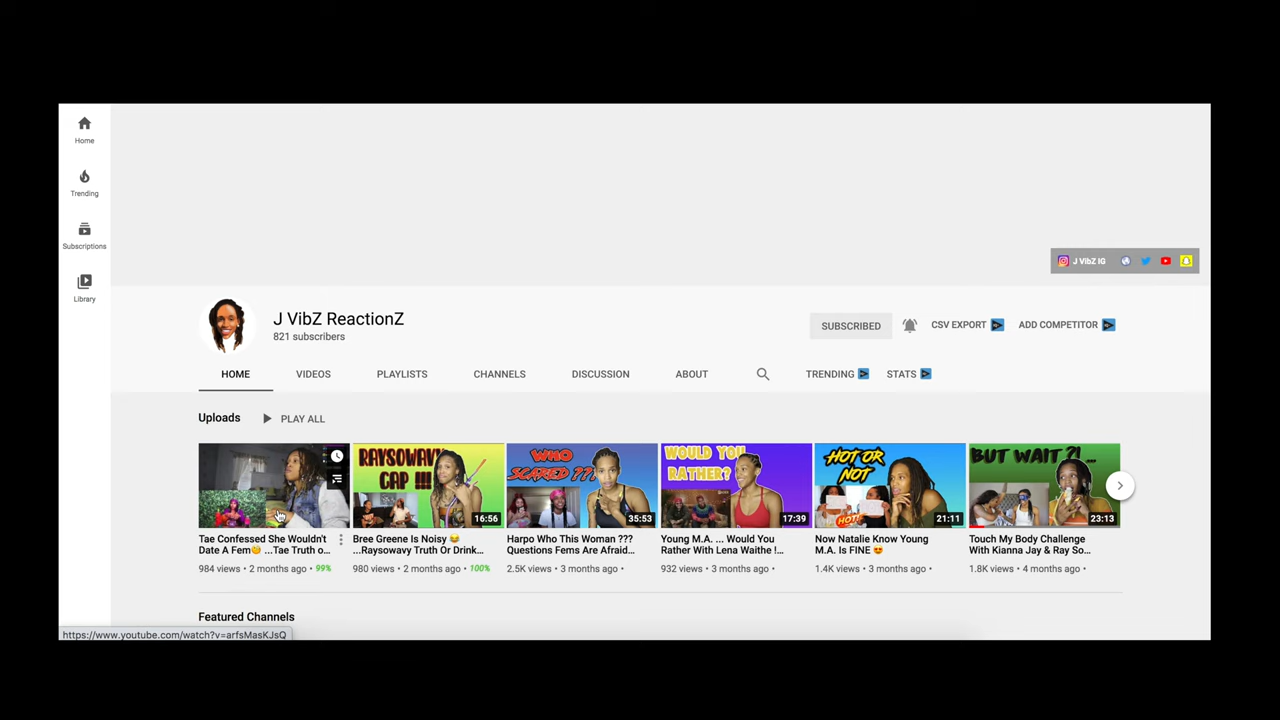 Home
Trending
Subscriptions
Library
J VibZ IG
J VibZ ReactionZ
821 subscribers
SUBSCRIBED
CSV EXPORT
ADD COMPETITOR
HOME
VIDEOS
PLAYLISTS
CHANNELS
DISCUSSION
ABOUT
TRENDING
STATS
Uploads
PLAY ALL
RAYSOWAVY
CAP !!!
16:56
WHO
SCARED ???
35:53
WOULD YOU
RATHER?
17:39
HOT OR
NOT
HOT!
21:11
BUT WAIT ?!...
23:13
Tae Confessed She Wouldn't
Date A Fem😏 ...Tae Truth o...
984 views • 2 months ago • 99%
Bree Greene Is Noisy 😂
...Raysowavy Truth Or Drink...
980 views • 2 months ago • 100%
Harpo Who This Woman ???
Questions Fems Are Afraid...
2.5K views • 3 months ago •
Young M.A. ... Would You
Rather With Lena Waithe !...
932 views • 3 months ago •
Now Natalie Know Young
M.A. Is FINE 😍
1.4K views • 3 months ago •
Touch My Body Challenge
With Kianna Jay & Ray So...
1.8K views • 4 months ago •
Featured Channels
https://www.youtube.com/watch?v=arfsMasKJsQ